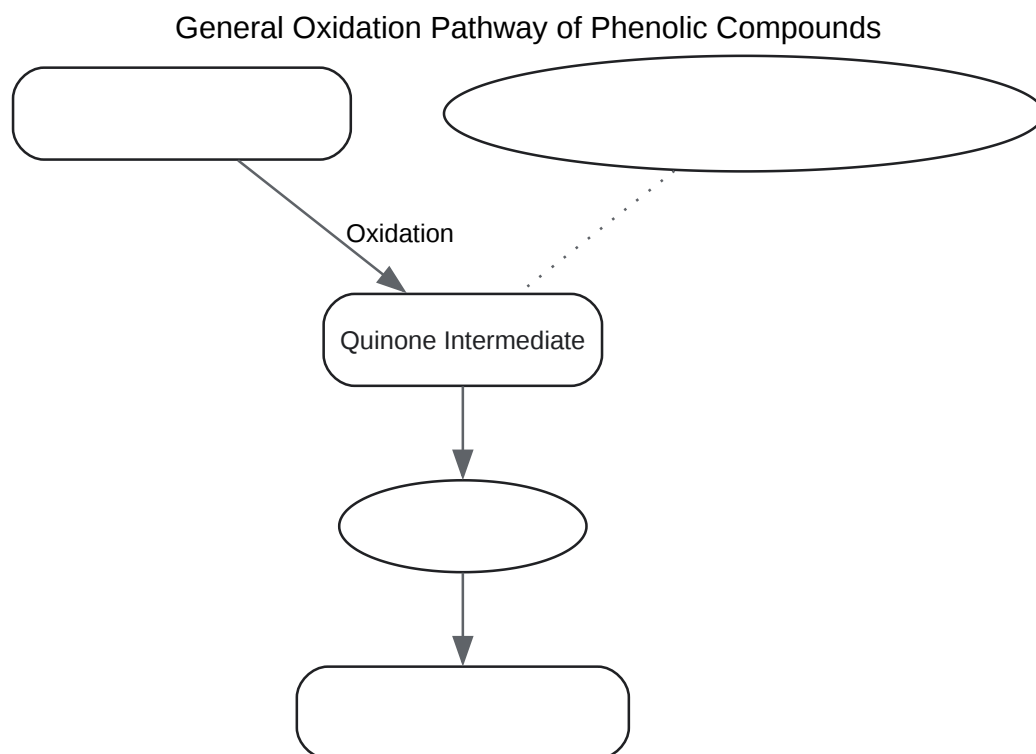 General Oxidation Pathway of Phenolic Compounds
Oxidation
Quinone Intermediate